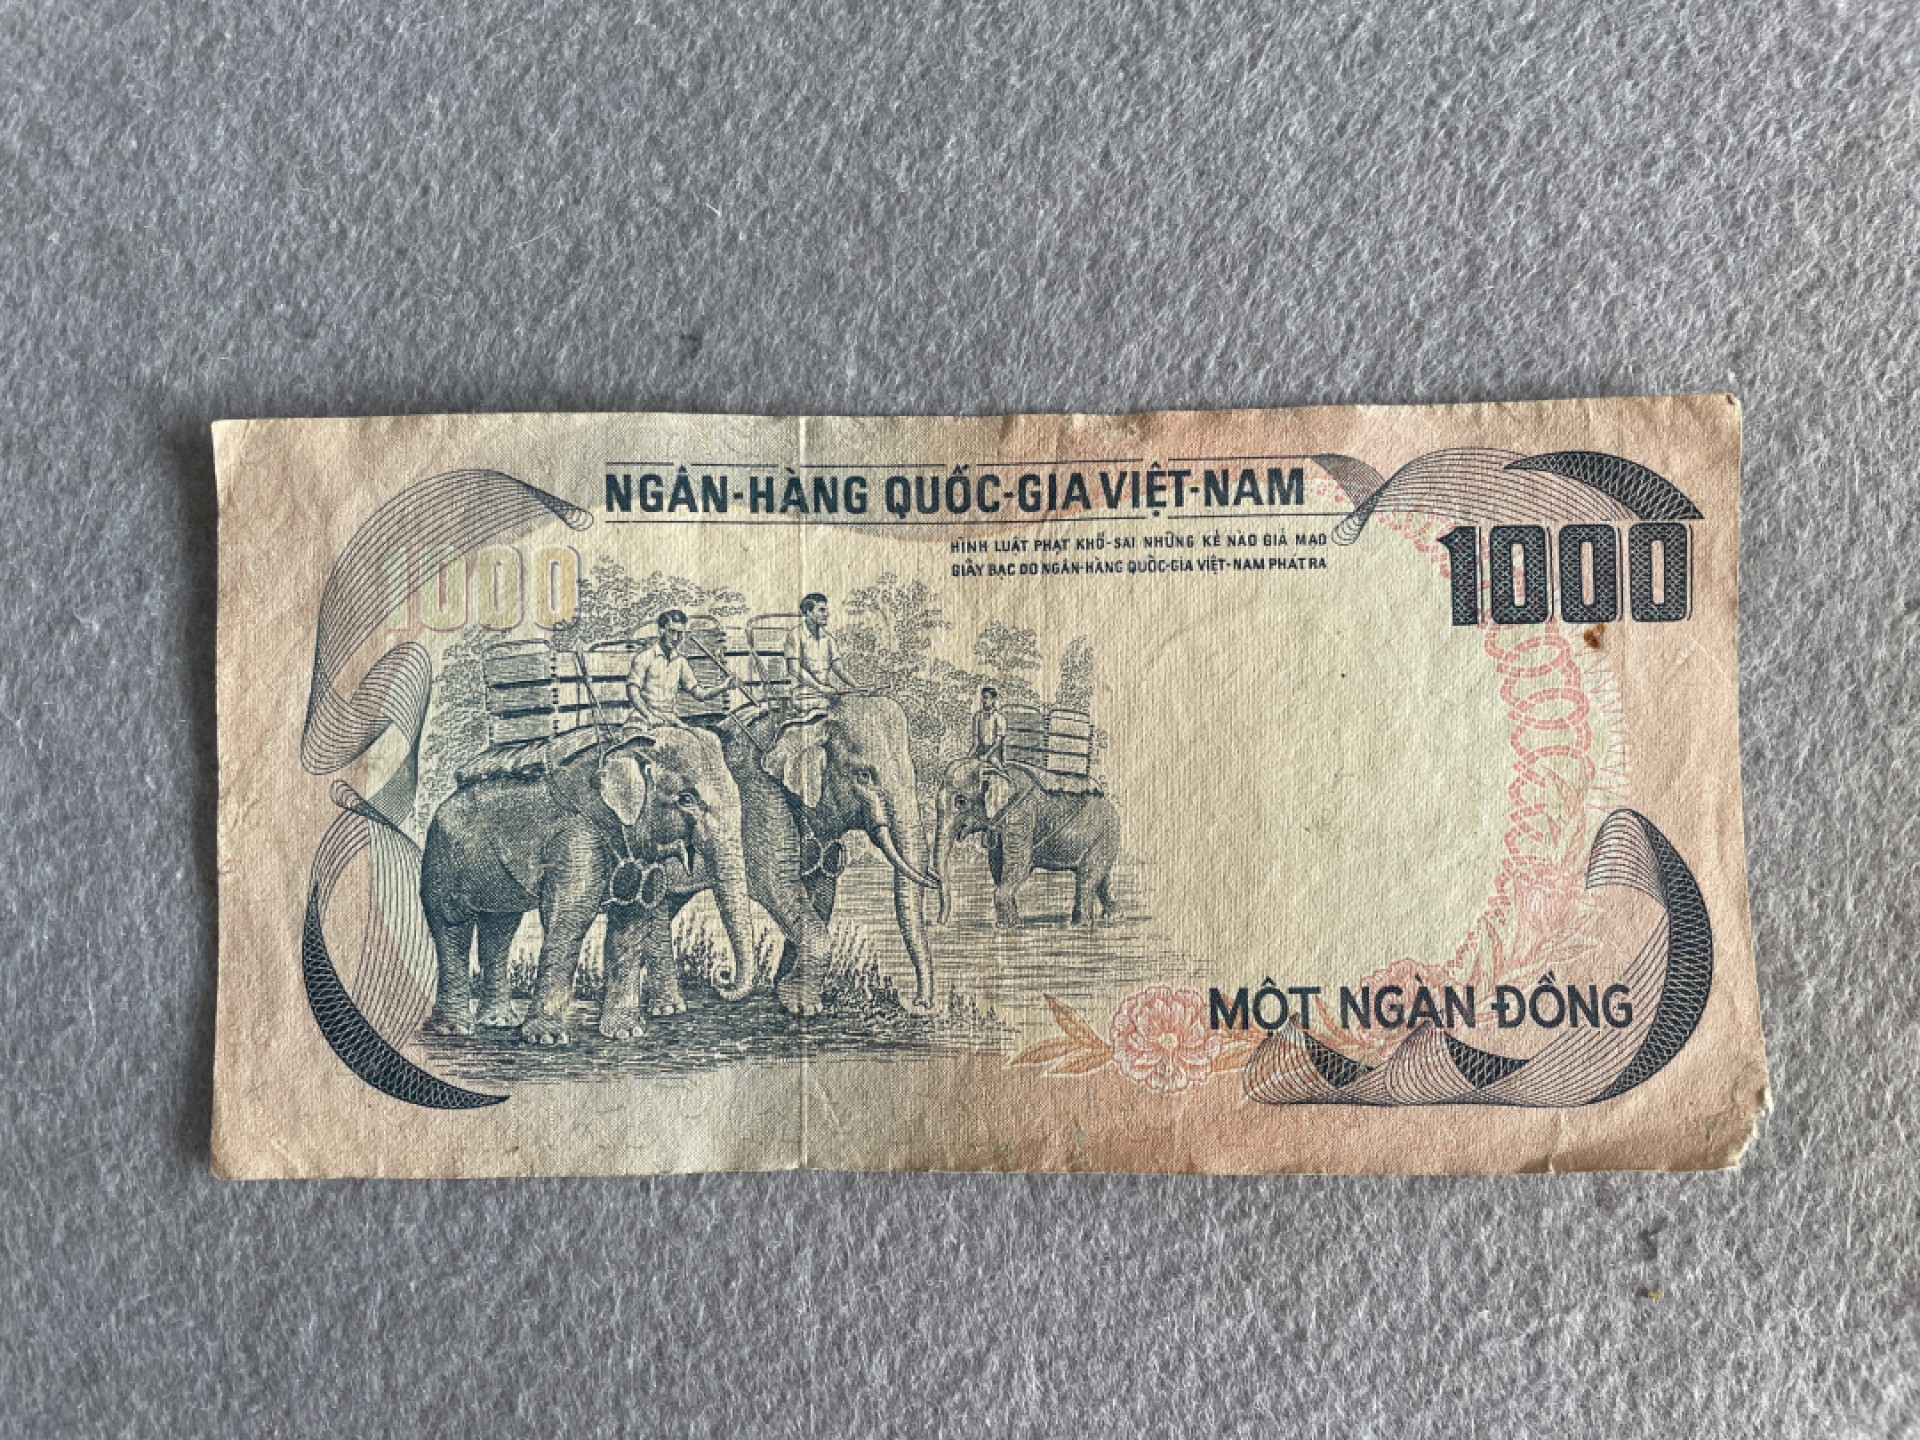 NGÂN-HÀNG QUỐC-GIA VIỆT-NAM
HÌNH LUẬT PHẠT KHỔ-SAI NHỮNG KẺ NÀO GIẢ MẠO
GIẤY BẠC DO NGÂN-HÀNG QUỐC-GIA VIỆT-NAM PHÁT RA
1000
1000
MỘT NGÀN ĐỒNG